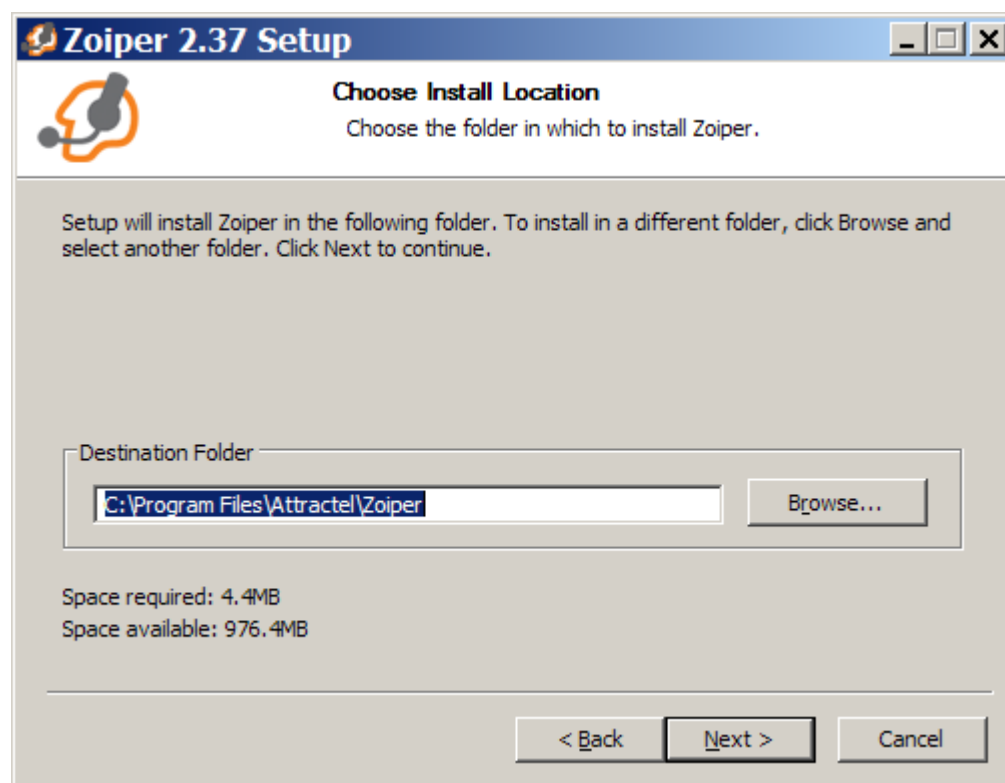 Zoiper 2.37 Setup
Choose Install Location
Choose the folder in which to install Zoiper.
Setup will install Zoiper in the following folder. To install in a different folder, click Browse and
select another folder. Click Next to continue.
Destination Folder
C:\Program Files\Attractel\Zoiper
Browse...
Space required: 4.4MB
Space available: 976.4MB
< Back
Next >
Cancel